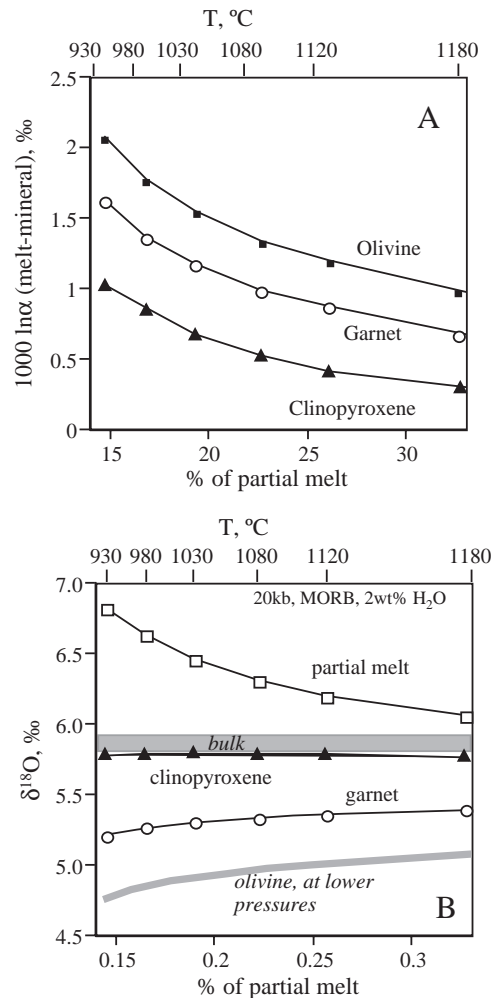 T, ºC
930 980 1030 1090 1120 1180
2.5
A
2
1.5
Olivine
1
Garnet
0.5
Clinopyroxene
0
1000 lnα (melt-mineral), ‰
15 20 25 30
% of partial melt
T, ºC
930 980 1030 1080 1120 1180
7.0
20kb, MORB, 2wt% H₂O
6.5
partial melt
6.0
bulk
clinopyroxene
5.5
garnet
5.0
olivine, at lower
pressures
B
4.5
δ¹⁸O, ‰
0.15 0.2 0.25 0.3
% of partial melt